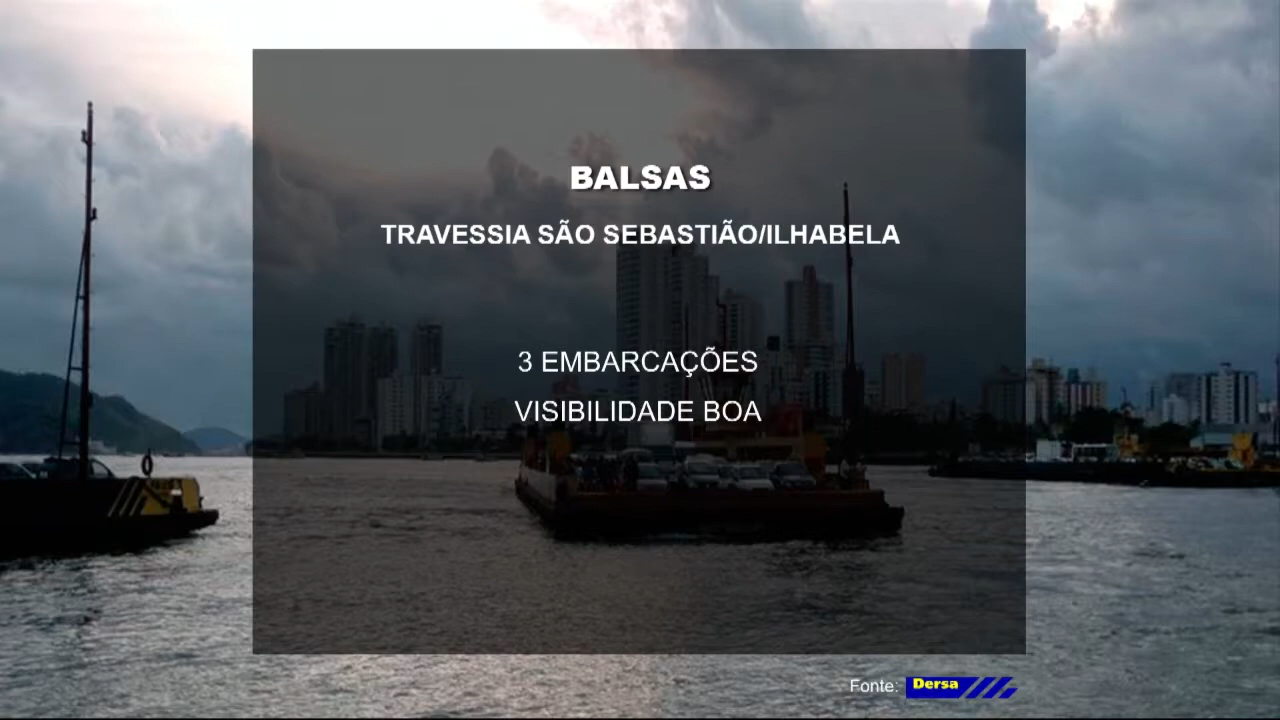 BALSAS
TRAVESSIA SÃO SEBASTIÃO/ILHABELA
3 EMBARCAÇÕES
VISIBILIDADE BOA
Fonte: Dersa